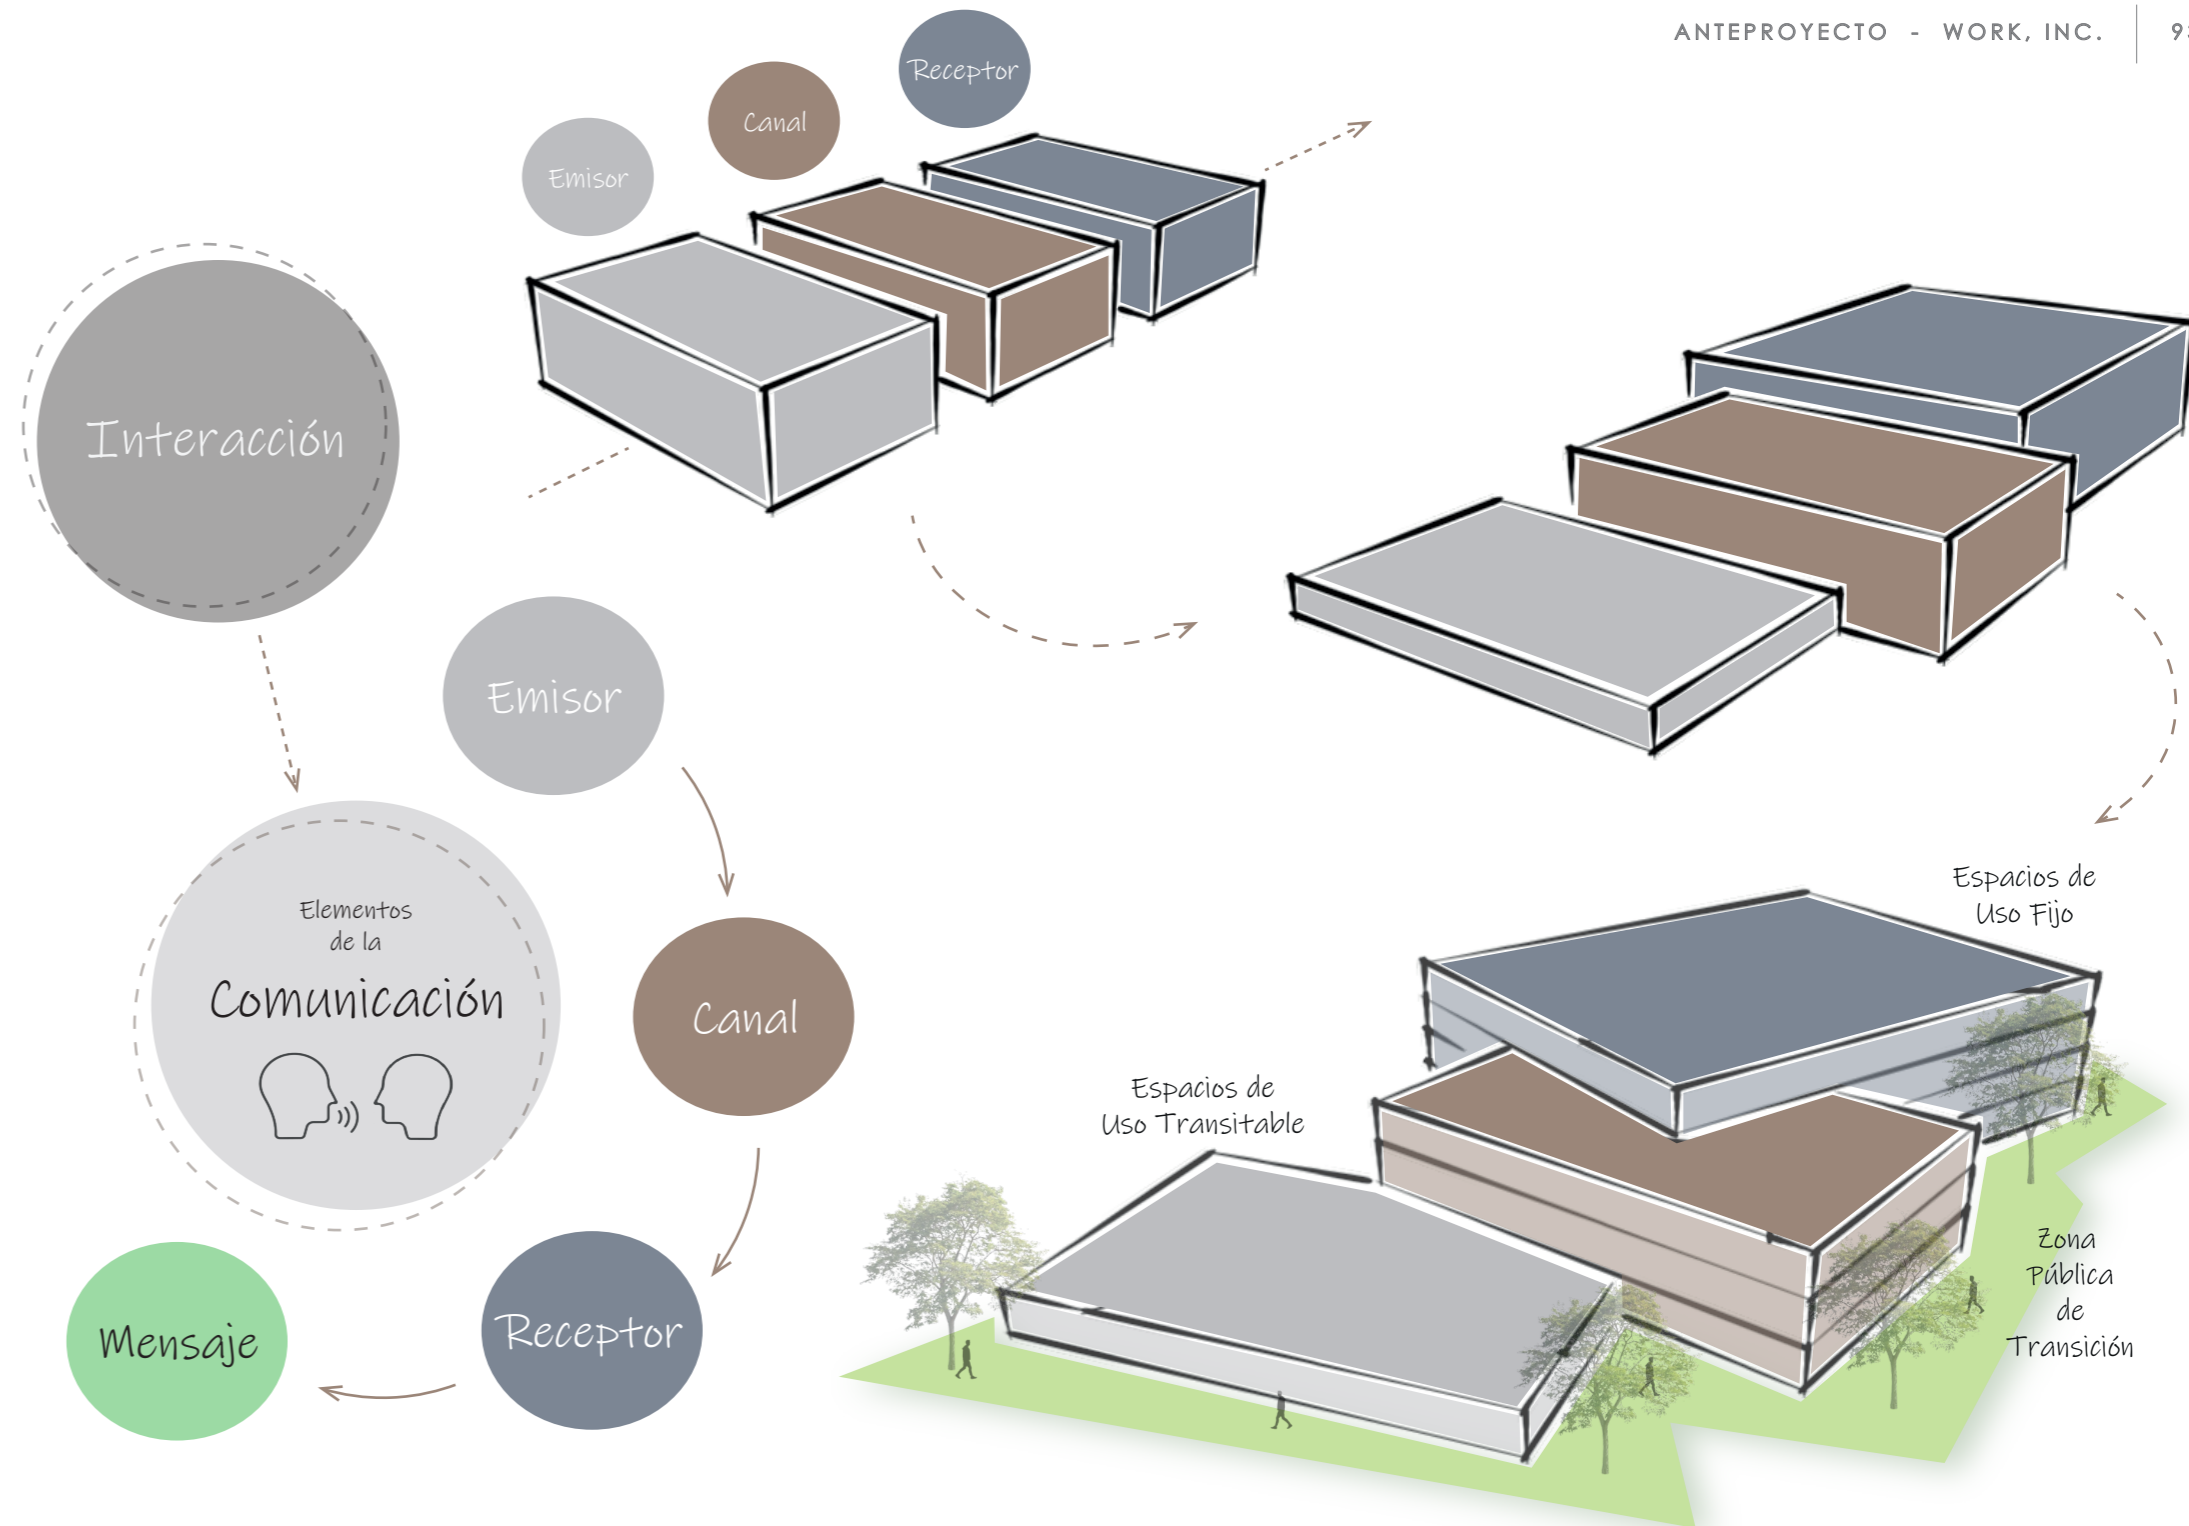 ANTEPROYECTO - WORK, INC.
Receptor
Canal
Emisor
Interacción
Emisor
Elementos
de la
Comunicación
Canal
Receptor
Mensaje
Espacios de
Uso Fijo
Espacios de
Uso Transitable
Zona
Pública
de
Transición